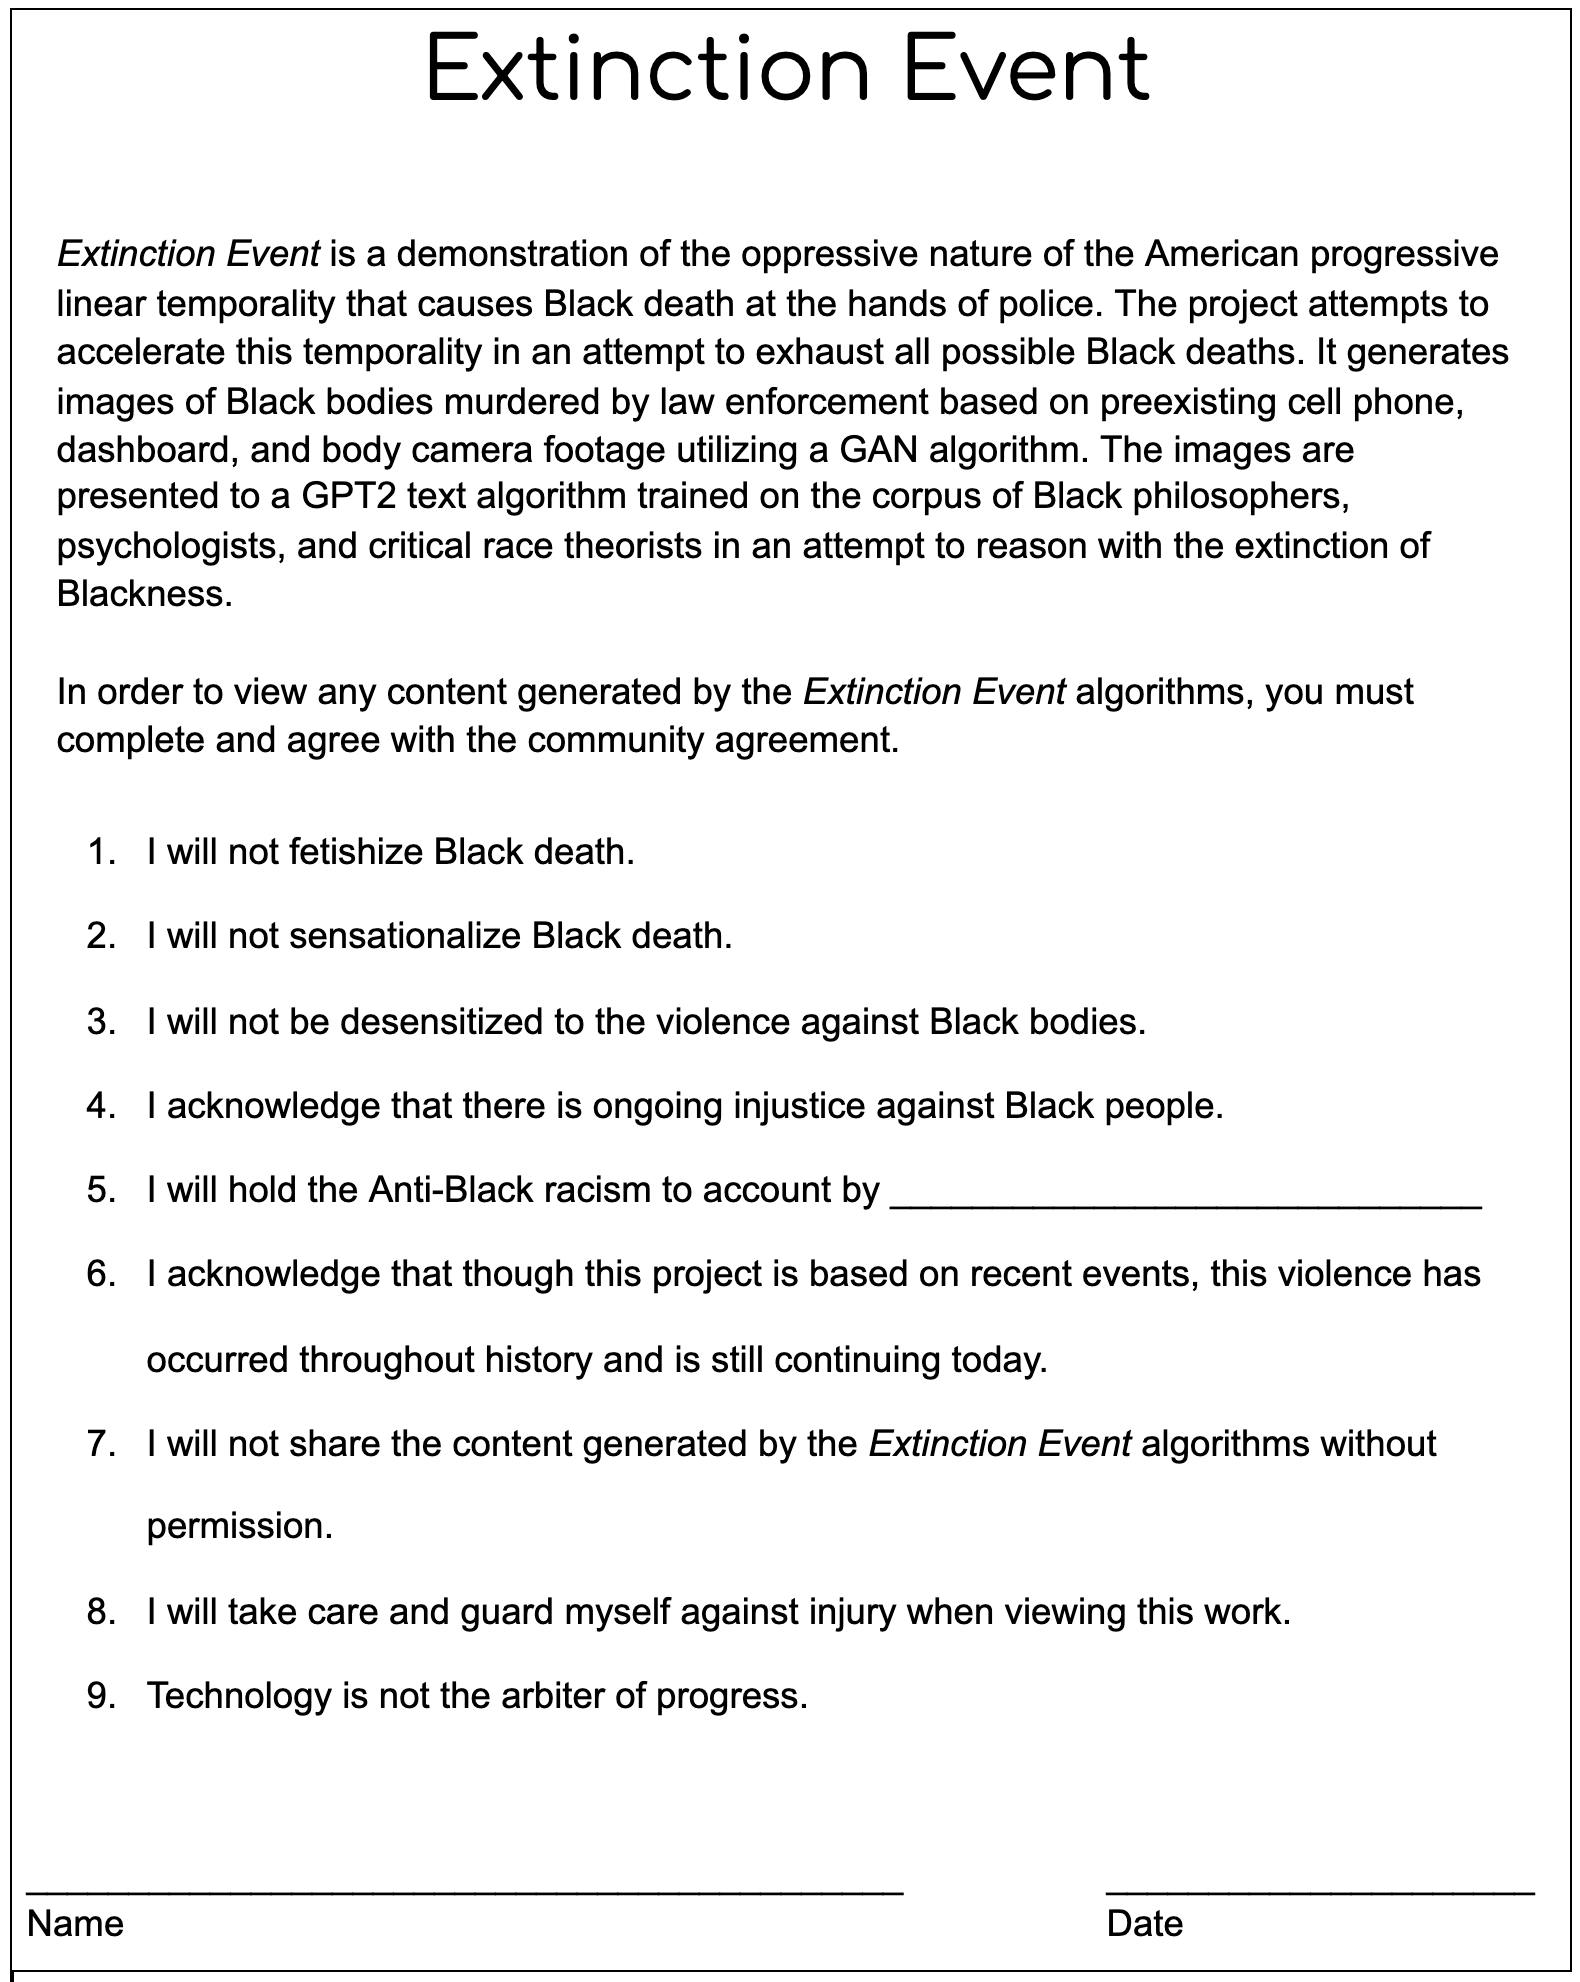 Extinction Event
Extinction Event is a demonstration of the oppressive nature of the American progressive
linear temporality that causes Black death at the hands of police. The project attempts to
accelerate this temporality in an attempt to exhaust all possible Black deaths. It generates
images of Black bodies murdered by law enforcement based on preexisting cell phone,
dashboard, and body camera footage utilizing a GAN algorithm. The images are
presented to a GPT2 text algorithm trained on the corpus of Black philosophers,
psychologists, and critical race theorists in an attempt to reason with the extinction of
Blackness.
In order to view any content generated by the Extinction Event algorithms, you must
complete and agree with the community agreement.
1. I will not fetishize Black death.
2. I will not sensationalize Black death.
3. I will not be desensitized to the violence against Black bodies.
4. I acknowledge that there is ongoing injustice against Black people.
5. I will hold the Anti-Black racism to account by ____________________________
6. I acknowledge that though this project is based on recent events, this violence has
occurred throughout history and is still continuing today.
7. I will not share the content generated by the Extinction Event algorithms without
permission.
8. I will take care and guard myself against injury when viewing this work.
9. Technology is not the arbiter of progress.
Name Date